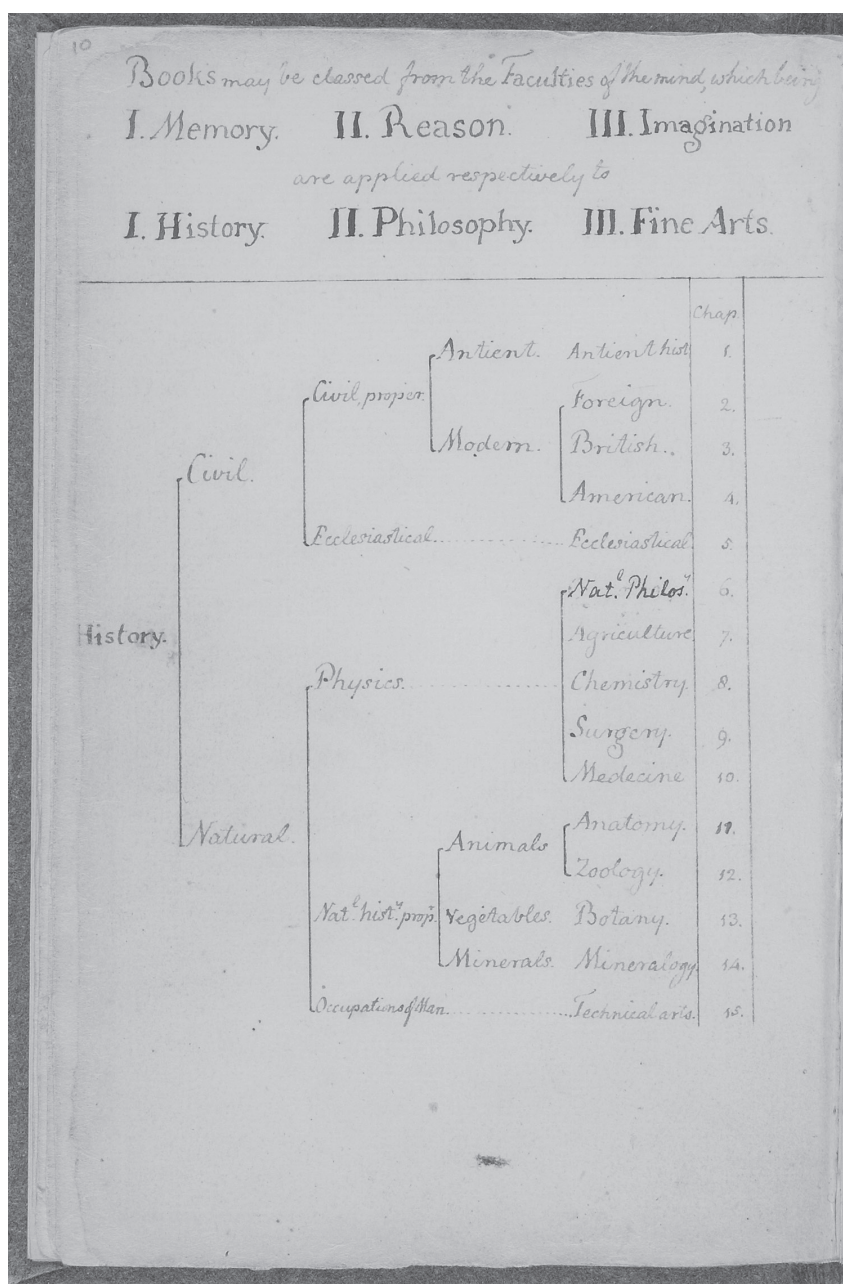 10
Books may be classed from the Faculties of the mind, which being
I. Memory. II. Reason. III. Imagination
are applied respectively to
I. History. II. Philosophy. III. Fine Arts.
Chap.
Antient. Antient hist 1.
Civil, proper. Foreign. 2.
Modern. British. 3.
Civil.
American. 4.
Ecclesiastical. Ecclesiastical 5.
Nat.l Philos.y 6.
History. Agriculture 7.
Physics. Chemistry. 8.
Surgery. 9.
Medecine 10.
Natural. Anatomy. 11.
Animals
Zoology. 12.
Nat.l hist.y prop.r Vegetables. Botany. 13.
Minerals. Mineralogy. 14.
Occupations of Man. Technical arts. 15.